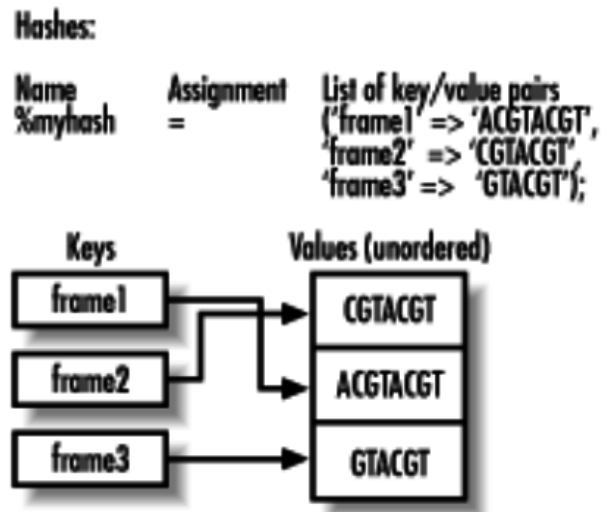 Hashes:
Name Assignment List of key/value pairs
%myhash = ('frame1' => 'ACGTACGT',
'frame2' => 'CGTACGT',
'frame3' => 'GTACGT');
Keys Values (unordered)
frame1 CGTACGT
frame2 ACGTACGT
frame3 GTACGT